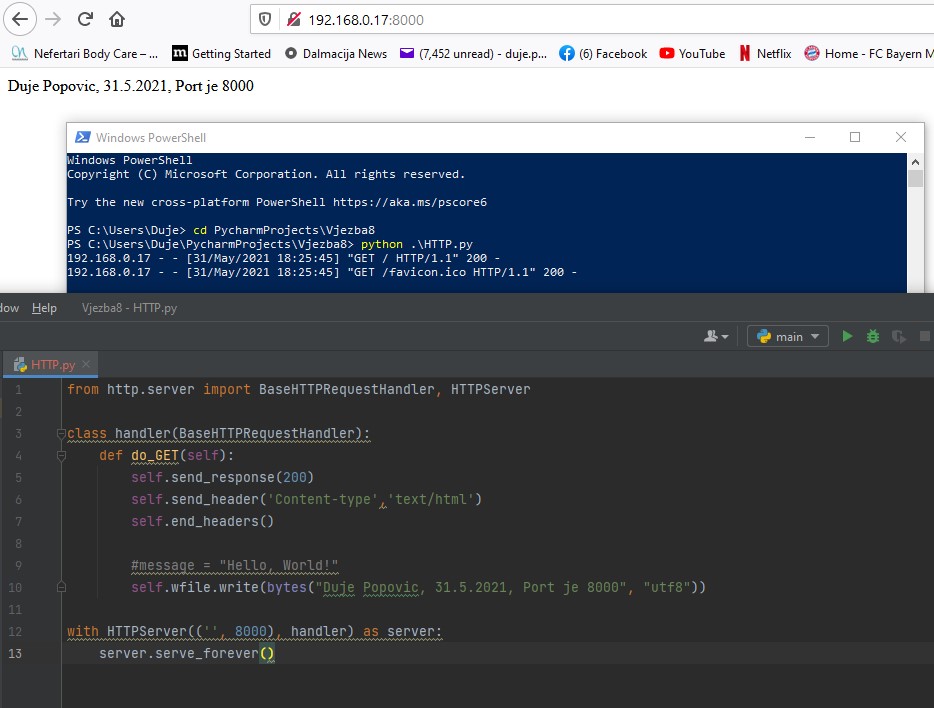 192.168.0.17:8000
Nefertari Body Care – ... Getting Started Dalmacija News (7,452 unread) - duje.p... (6) Facebook YouTube Netflix Home - FC Bayern M
Duje Popovic, 31.5.2021, Port je 8000
Windows PowerShell
Windows PowerShell
Copyright (C) Microsoft Corporation. All rights reserved.
Try the new cross-platform PowerShell https://aka.ms/pscore6
PS C:\Users\Duje> cd PycharmProjects\Vjezba8
PS C:\Users\Duje\PycharmProjects\Vjezba8> python .\HTTP.py
192.168.0.17 - - [31/May/2021 18:25:45] "GET / HTTP/1.1" 200 -
192.168.0.17 - - [31/May/2021 18:25:45] "GET /favicon.ico HTTP/1.1" 200 -
dow Help Vjezba8 - HTTP.py
main
HTTP.py
1 from http.server import BaseHTTPRequestHandler, HTTPServer
2
3 class handler(BaseHTTPRequestHandler):
4 def do_GET(self):
5 self.send_response(200)
6 self.send_header('Content-type','text/html')
7 self.end_headers()
8
9 #message = "Hello, World!"
10 self.wfile.write(bytes("Duje Popovic, 31.5.2021, Port je 8000", "utf8"))
11
12 with HTTPServer(('', 8000), handler) as server:
13 server.serve_forever()